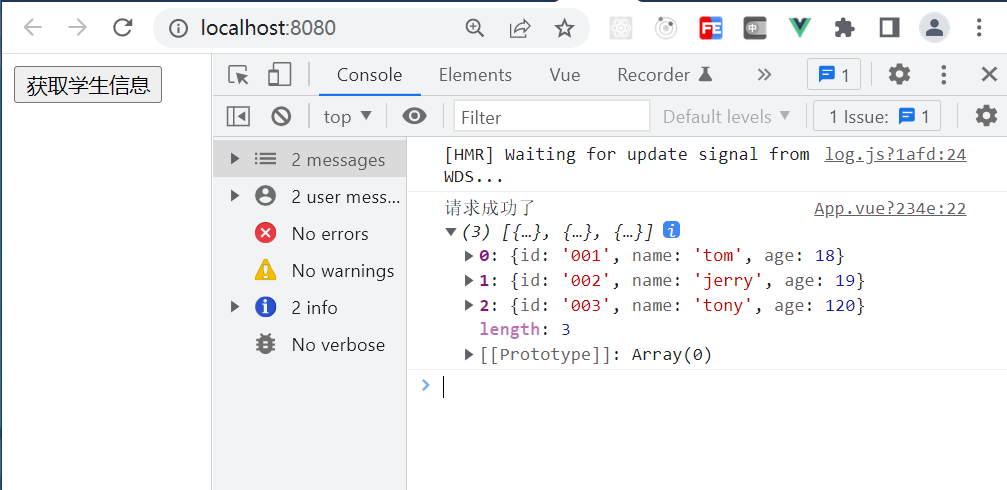 localhost:8080
获取学生信息
Console Elements Vue Recorder 1
top Filter Default levels 1 Issue: 1
2 messages
2 user mess...
No errors
No warnings
2 info
No verbose
[HMR] Waiting for update signal from log.js?1afd:24
WDS...
请求成功了 App.vue?234e:22
(3) [{…}, {…}, {…}]
0: {id: '001', name: 'tom', age: 18}
1: {id: '002', name: 'jerry', age: 19}
2: {id: '003', name: 'tony', age: 120}
length: 3
[[Prototype]]: Array(0)